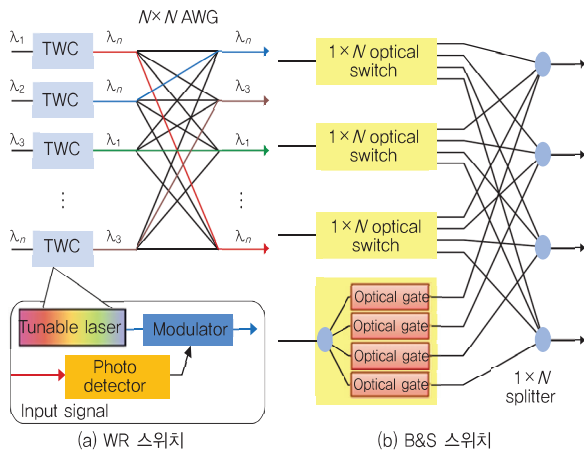 N×N AWG
λ1 TWC λn λn
λ2 TWC λn λ3
λ3 TWC λ1 λ1
⋮ ⋮
λn TWC λ3 λn
Tunable laser
Modulator
Photo
detector
Input signal
(a) WR 스위치
1×N optical
switch
1×N optical
switch
1×N optical
switch
Optical gate
Optical gate
Optical gate
Optical gate
1×N
splitter
(b) B&S 스위치